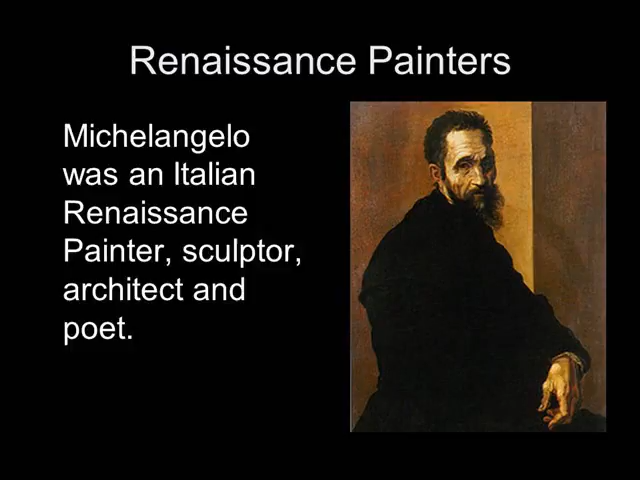 Renaissance Painters
Michelangelo
was an Italian
Renaissance
Painter, sculptor,
architect and
poet.